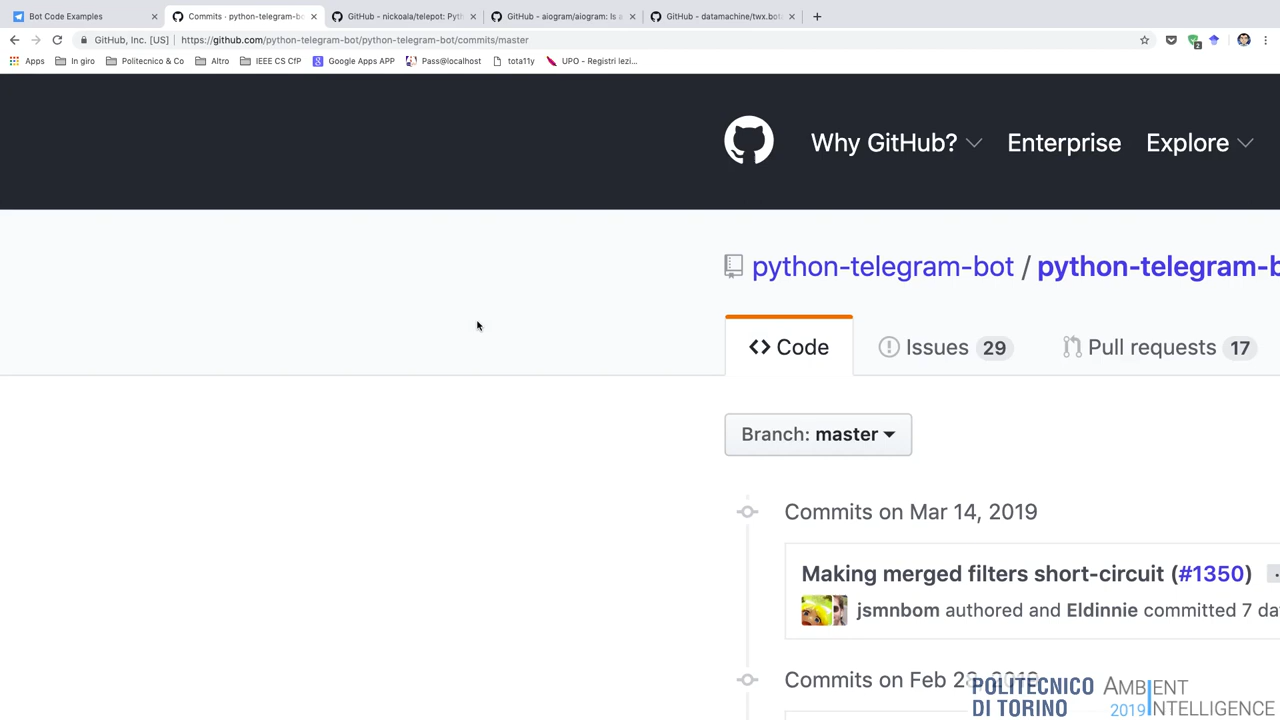 Bot Code Examples
Commits · python-telegram-bo
GitHub - nickoala/telepot: Pyth
GitHub - aiogram/aiogram: Is a
GitHub - datamachine/twx.bot
GitHub, Inc. [US]
https://github.com/python-telegram-bot/python-telegram-bot/commits/master
2
Apps
In giro
Politecnico & Co
Altro
IEEE CS CfP
Google Apps APP
Pass@localhost
tota11y
UPO - Registri lezi...
Why GitHub?
Enterprise
Explore
python-telegram-bot / python-telegram-b
Code
Issues 29
Pull requests 17
Branch: master
Commits on Mar 14, 2019
Making merged filters short-circuit (#1350)
jsmnbom authored and Eldinnie committed 7 da
Commits on Feb 28, 2019
POLITECNICO
DI TORINO
AMBIENT
2019 INTELLIGENCE